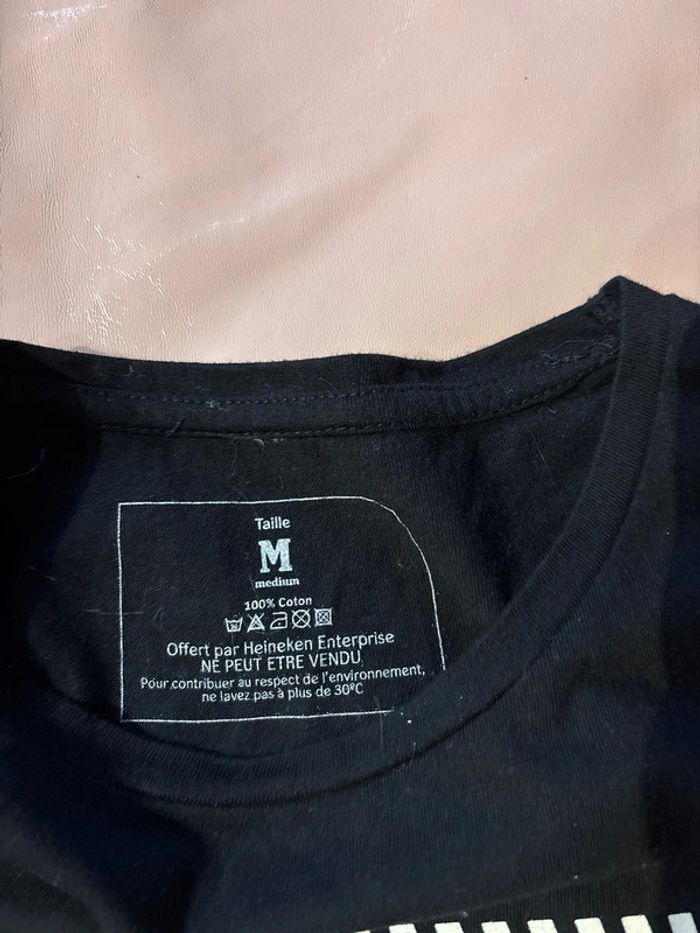 Taille
M
medium
100% Coton
Offert par Heineken Enterprise
NE PEUT ETRE VENDU
Pour contribuer au respect de l'environnement,
ne lavez pas à plus de 30ºC